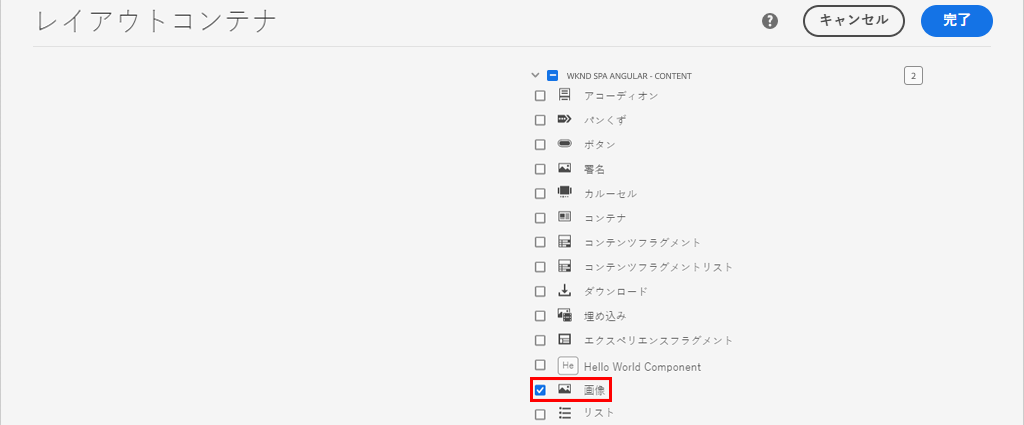 レイアウトコンテナ
? キャンセル 完了
WKND SPA ANGULAR - CONTENT 2
アコーディオン
パンくず
ボタン
署名
カルーセル
コンテナ
コンテンツフラグメント
コンテンツフラグメントリスト
ダウンロード
埋め込み
エクスペリエンスフラグメント
He Hello World Component
画像
リスト